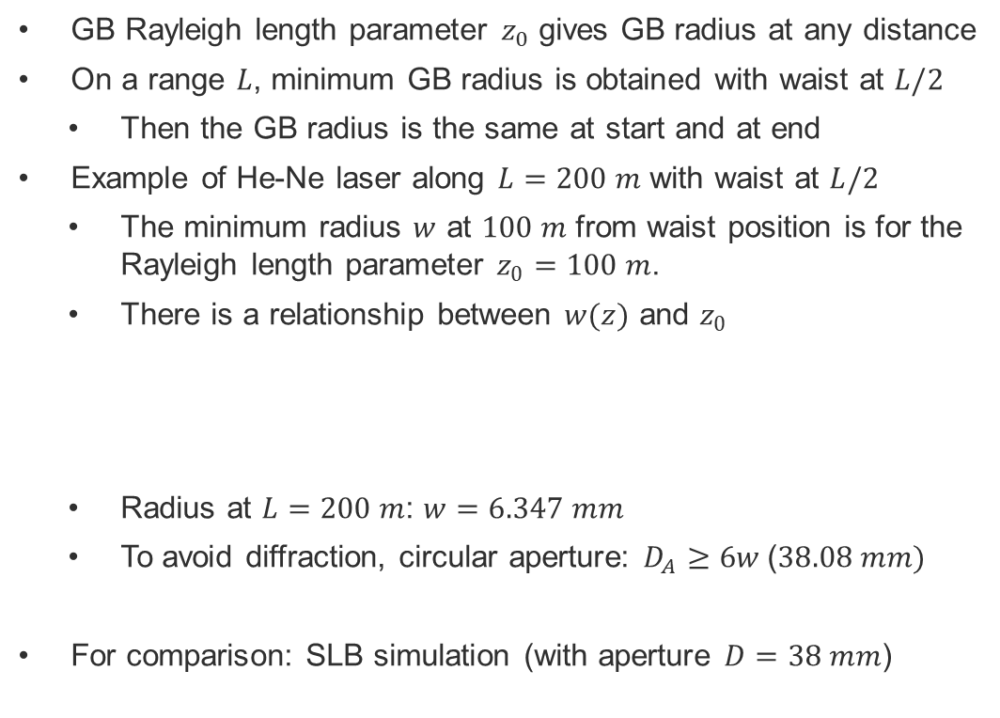 • GB Rayleigh length parameter z₀ gives GB radius at any distance
• On a range L, minimum GB radius is obtained with waist at L/2
• Then the GB radius is the same at start and at end
• Example of He-Ne laser along L = 200 m with waist at L/2
• The minimum radius w at 100 m from waist position is for the
Rayleigh length parameter z₀ = 100 m.
• There is a relationship between w(z) and z₀
• Radius at L = 200 m: w = 6.347 mm
• To avoid diffraction, circular aperture: D_A ≥ 6w (38.08 mm)
• For comparison: SLB simulation (with aperture D = 38 mm)